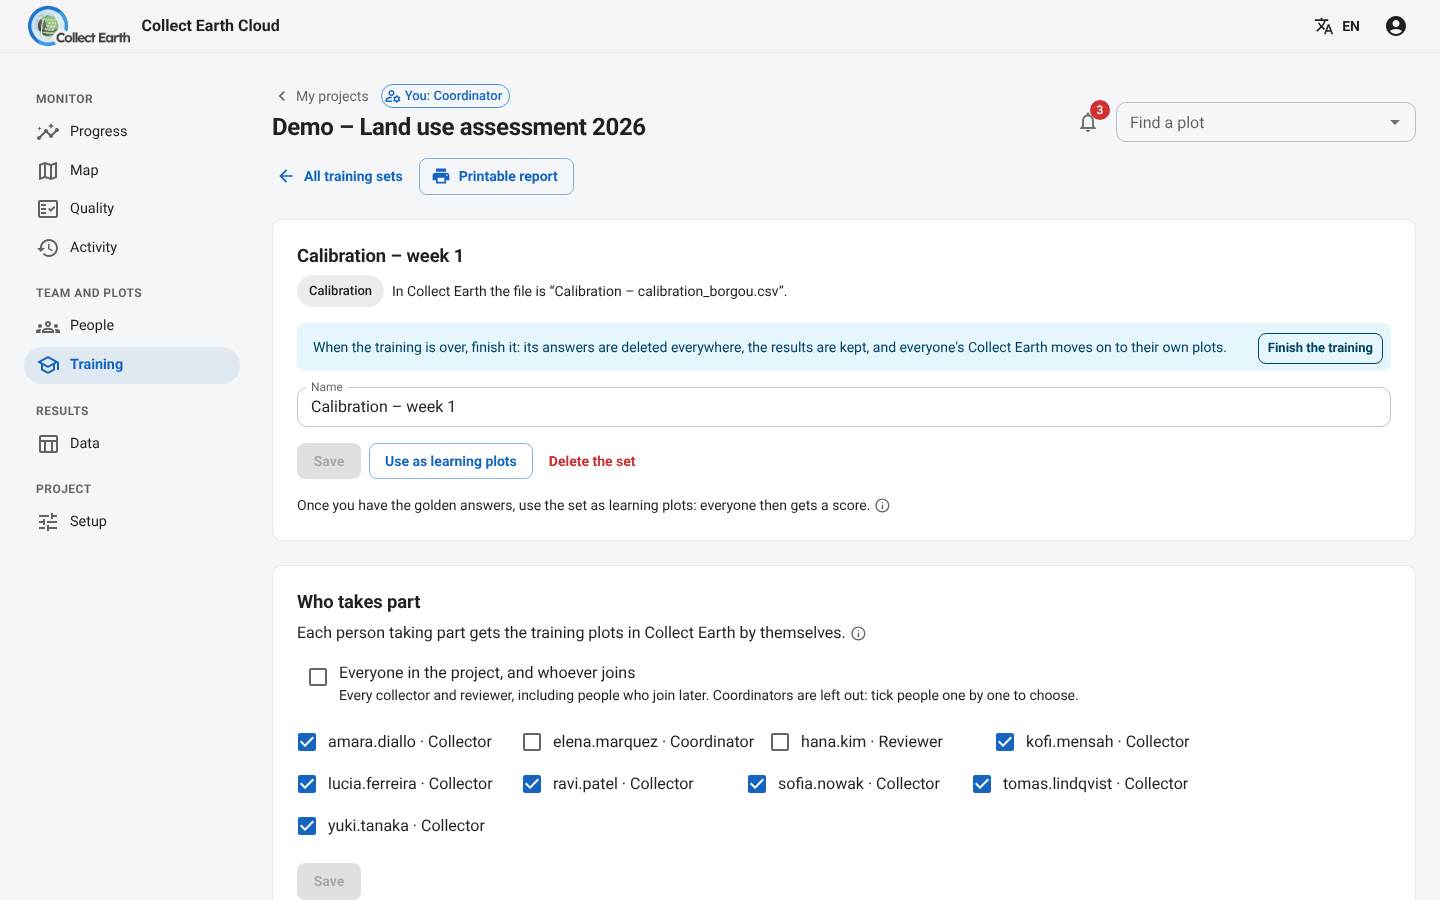 Collect Earth
Collect Earth Cloud
EN
MONITOR
Progress
Map
Quality
Activity
TEAM AND PLOTS
People
Training
RESULTS
Data
PROJECT
Setup
My projects
You: Coordinator
Demo – Land use assessment 2026
3
Find a plot
All training sets
Printable report
Calibration – week 1
Calibration
In Collect Earth the file is “Calibration – calibration_borgou.csv”.
When the training is over, finish it: its answers are deleted everywhere, the results are kept, and everyone's Collect Earth moves on to their own plots.
Finish the training
Name
Calibration – week 1
Save
Use as learning plots
Delete the set
Once you have the golden answers, use the set as learning plots: everyone then gets a score.
Who takes part
Each person taking part gets the training plots in Collect Earth by themselves.
Everyone in the project, and whoever joins
Every collector and reviewer, including people who join later. Coordinators are left out: tick people one by one to choose.
amara.diallo · Collector
elena.marquez · Coordinator
hana.kim · Reviewer
kofi.mensah · Collector
lucia.ferreira · Collector
ravi.patel · Collector
sofia.nowak · Collector
tomas.lindqvist · Collector
yuki.tanaka · Collector
Save